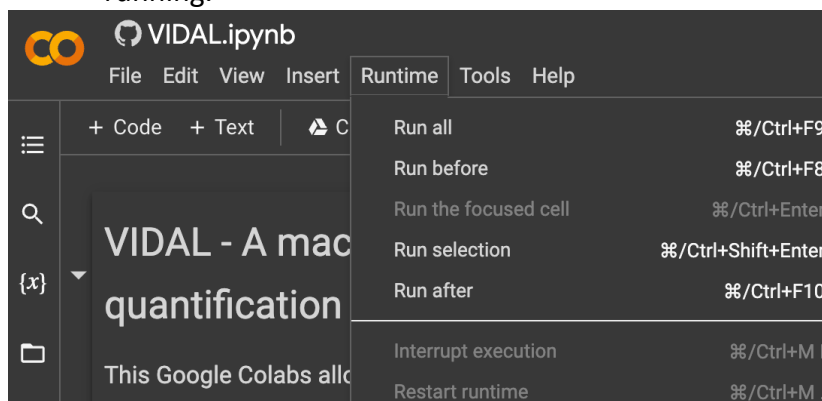 running.
VIDAL.ipynb
File Edit View Insert Runtime Tools Help
+ Code + Text
Run all ⌘/Ctrl+F9
Run before ⌘/Ctrl+F8
Run the focused cell ⌘/Ctrl+Enter
Run selection ⌘/Ctrl+Shift+Enter
Run after ⌘/Ctrl+F10
Interrupt execution ⌘/Ctrl+M
Restart runtime ⌘/Ctrl+M
{x}
VIDAL - A mac
quantification
This Google Colabs allo